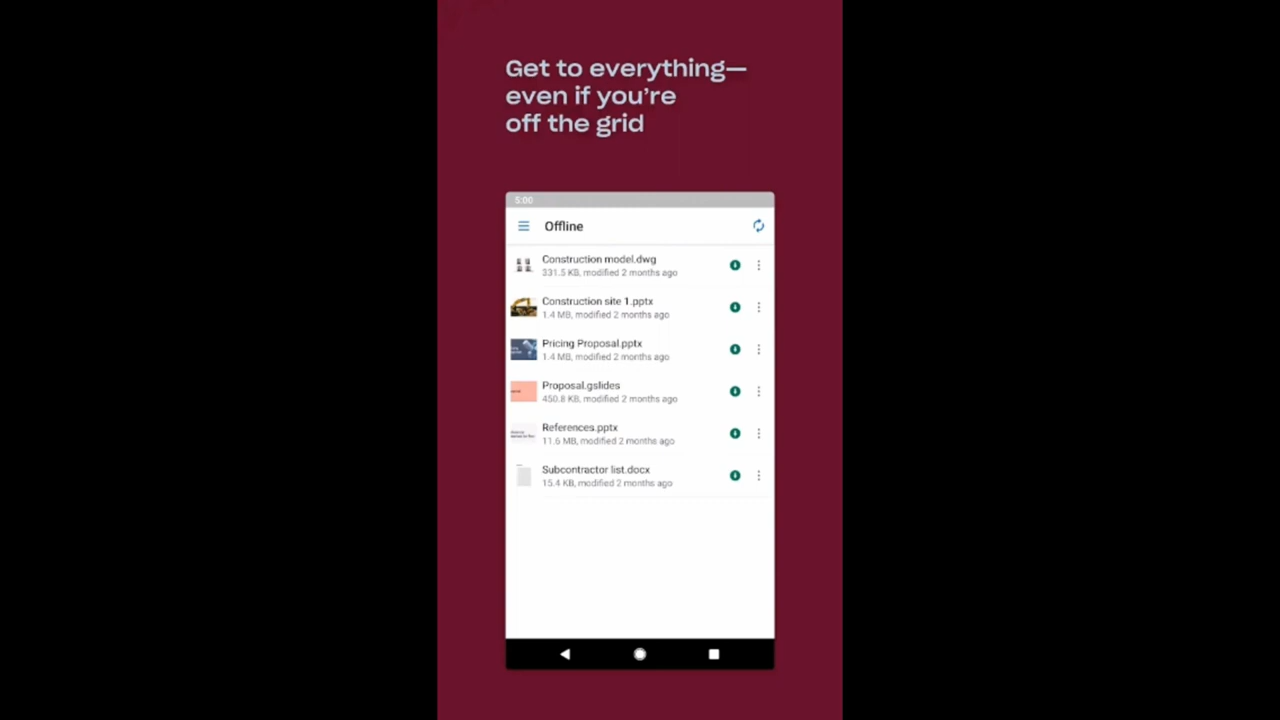 Get to everything—
even if you're
off the grid
5:00
Offline
Construction model.dwg
331.5 KB, modified 2 months ago
Construction site 1.pptx
1.4 MB, modified 2 months ago
Pricing Proposal.pptx
1.4 MB, modified 2 months ago
Proposal.gslides
450.8 KB, modified 2 months ago
References.pptx
11.6 MB, modified 2 months ago
Subcontractor list.docx
15.4 KB, modified 2 months ago